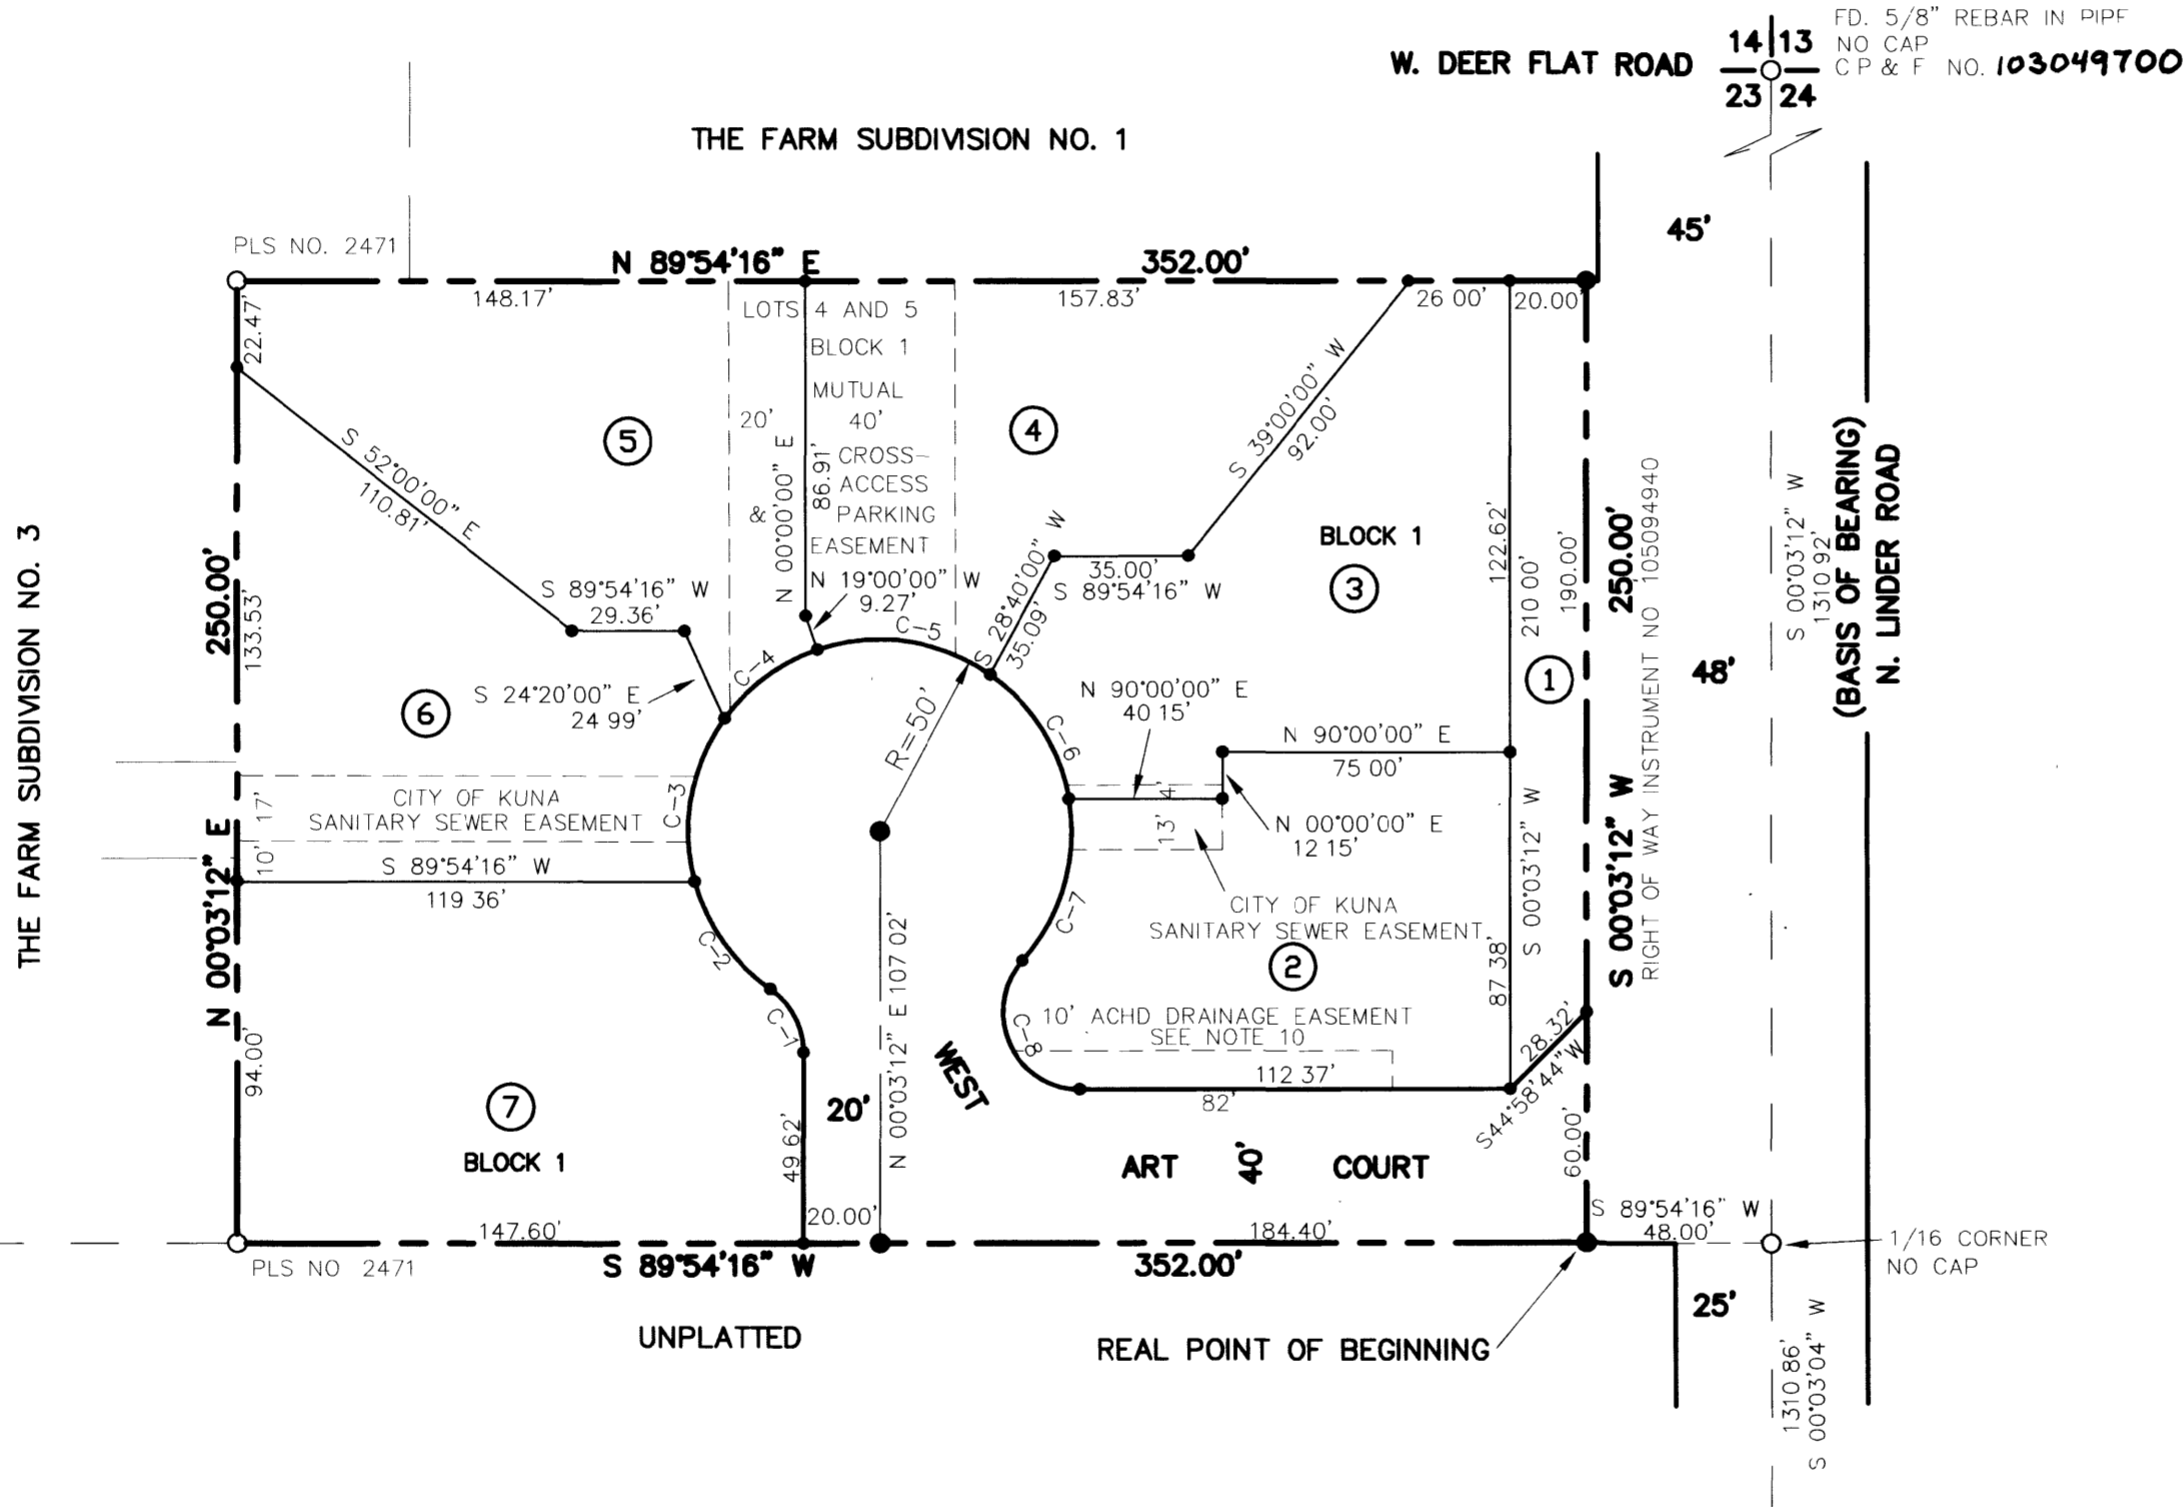 FD. 5/8" REBAR IN PIPE
NO CAP
C P & F NO. 103049700
W. DEER FLAT ROAD
14 13
23 24
THE FARM SUBDIVISION NO. 1
45'
PLS NO. 2471
N 89°54'16" E
352.00'
148.17'
157.83'
26 00'
20.00'
22.47'
LOTS 4 AND 5
BLOCK 1
MUTUAL
20'
40'
CROSS-
ACCESS
& PARKING
EASEMENT
N 00°00'00" E
86.91'
5
4
S 52°00'00" E
110.81'
S 39°00'00" W
92.00'
BLOCK 1
3
S 89°54'16" W
29.36'
N 19°00'00" W
9.27'
35.00'
S 89°54'16" W
S 28°40'00" W
35.09'
C-5
C-4
S 24°20'00" E
24 99'
6
R=50'
C-6
N 90°00'00" E
40 15'
N 90°00'00" E
75 00'
122.62'
210 00'
190.00'
250.00'
1
S 00°03'12" W
RIGHT OF WAY INSTRUMENT NO 105094940
48'
S 00°03'12" W
1310 92'
(BASIS OF BEARING)
N. LINDER ROAD
THE FARM SUBDIVISION NO. 3
250.00'
133.53'
N 00°03'12" E
17'
10'
CITY OF KUNA
SANITARY SEWER EASEMENT
C-3
S 89°54'16" W
119 36'
4'
13'
N 00°00'00" E
12 15'
CITY OF KUNA
SANITARY SEWER EASEMENT
S 00°03'12" W
87 38'
2
C-7
C-2
C-1
C-8
10' ACHD DRAINAGE EASEMENT
SEE NOTE 10
112 37'
82'
28.32'
S44°58'44"W
94.00'
7
BLOCK 1
49 62'
20'
N 00°03'12" E 107 02'
WEST
ART 40' COURT
60.00'
S 89°54'16" W
48.00'
147.60'
20.00'
184.40'
PLS NO 2471
S 89°54'16" W
352.00'
1/16 CORNER
NO CAP
25'
UNPLATTED
REAL POINT OF BEGINNING
1310 86'
S 00°03'04" W